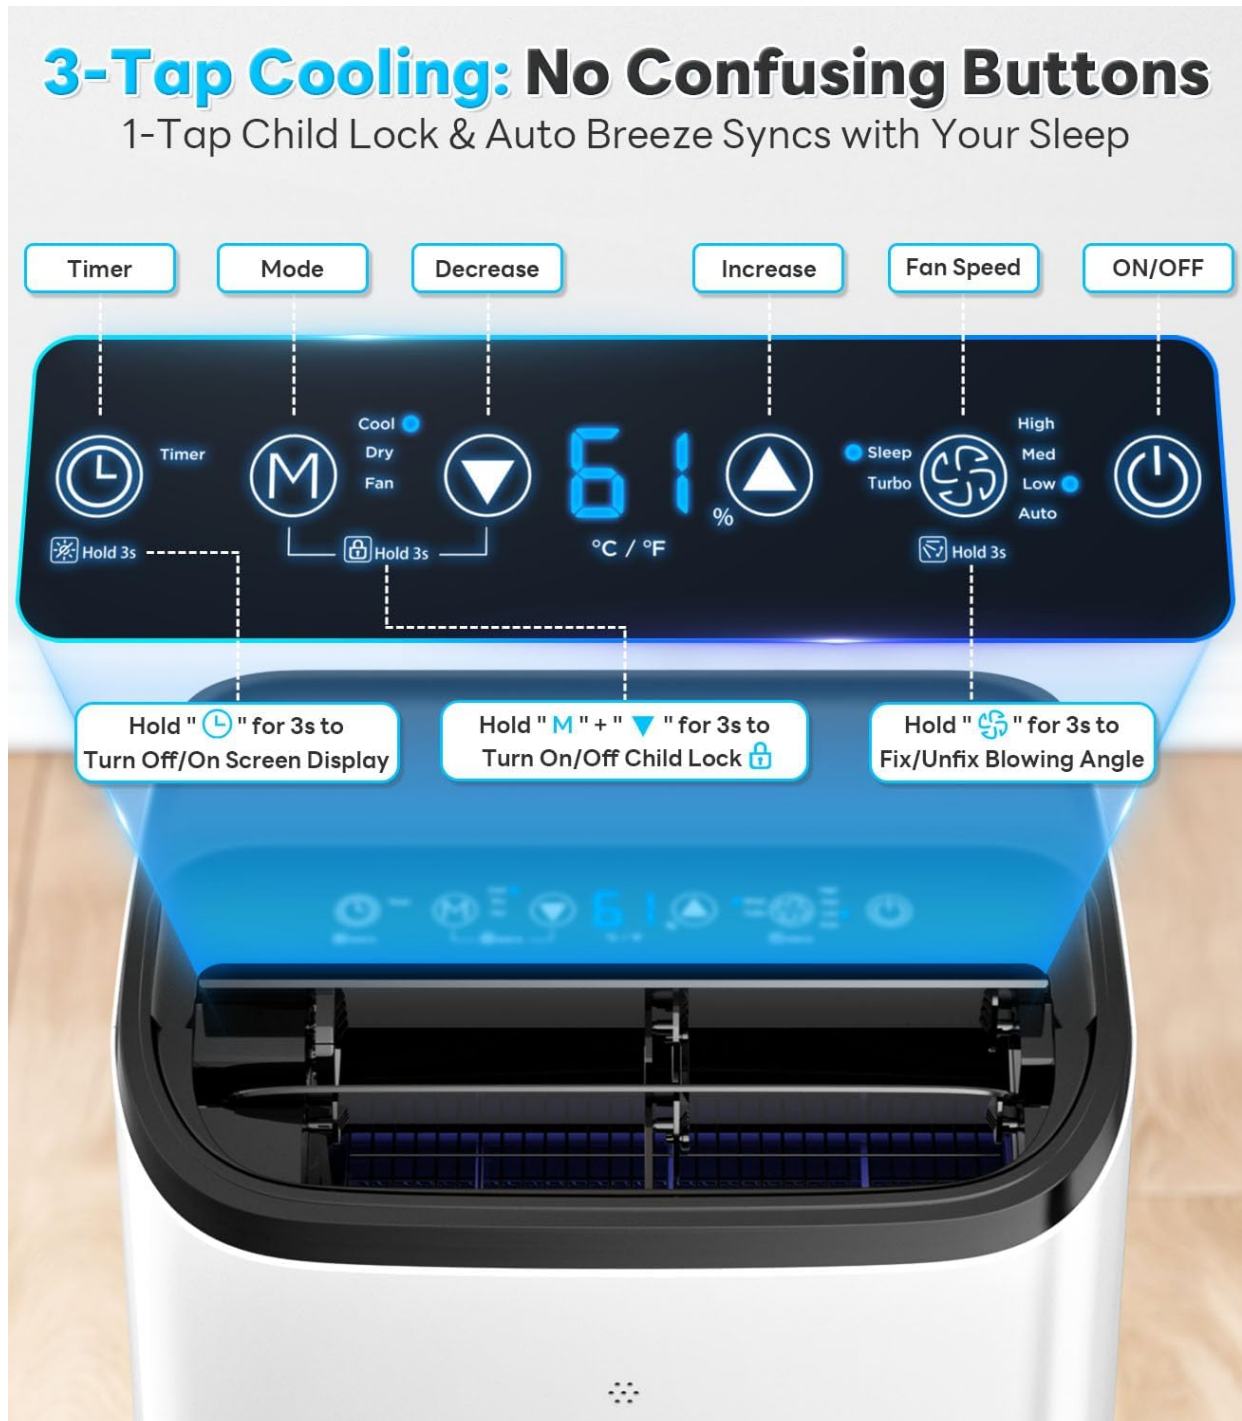 3-Tap Cooling: No Confusing Buttons
1-Tap Child Lock & Auto Breeze Syncs with Your Sleep
Timer
Mode
Decrease
Increase
Fan Speed
ON/OFF
Timer
M
Cool
Dry
Fan
61
%
°C / °F
Sleep
Turbo
High
Med
Low
Auto
Hold 3s
Hold 3s
Hold 3s
Hold " " for 3s to
Turn Off/On Screen Display
Hold " M " + " ▼ " for 3s to
Turn On/Off Child Lock
Hold " " for 3s to
Fix/Unfix Blowing Angle
M
61